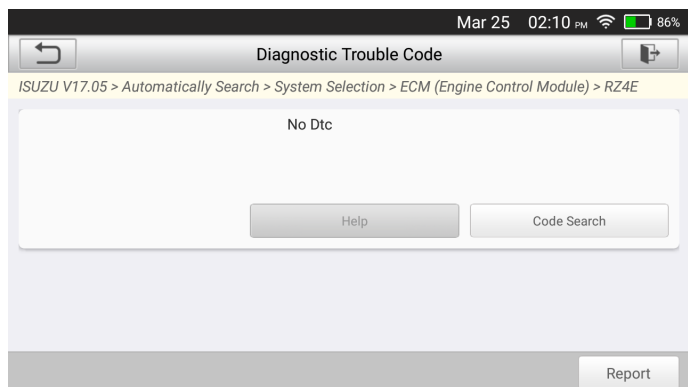 Mar 25 02:10 PM 86%
Diagnostic Trouble Code
ISUZU V17.05 > Automatically Search > System Selection > ECM (Engine Control Module) > RZ4E
No Dtc
Help Code Search
Report